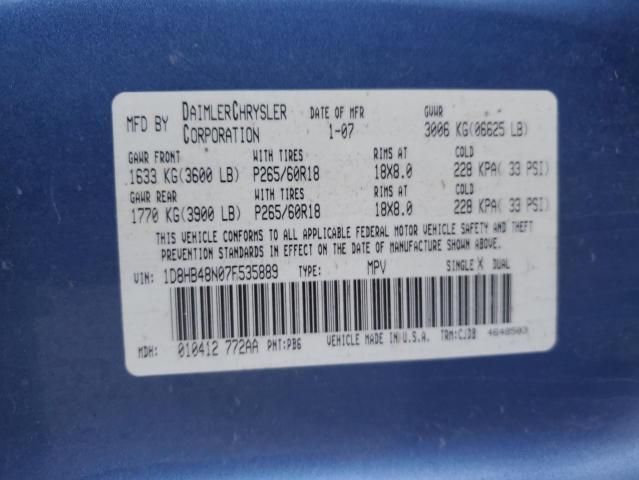 MFD BY DAIMLERCHRYSLER CORPORATION DATE OF MFR 1-07 GVWR 3006 KG(06625 LB)
GAWR FRONT WITH TIRES RIMS AT COLD
1633 KG(3600 LB) P265/60R18 18X8.0 228 KPA( 33 PSI)
GAWR REAR WITH TIRES RIMS AT COLD
1770 KG(3900 LB) P265/60R18 18X8.0 228 KPA( 33 PSI)
THIS VEHICLE CONFORMS TO ALL APPLICABLE FEDERAL MOTOR VEHICLE SAFETY AND THEFT
PREVENTION STANDARDS IN EFFECT ON THE DATE OF MANUFACTURE SHOWN ABOVE.
VIN: 1D8HB48N07F535889 TYPE: MPV SINGLE X DUAL
MDH: 010412 772AA PNT:PB6 VEHICLE MADE IN U.S.A. TRM:CJDB 4648503